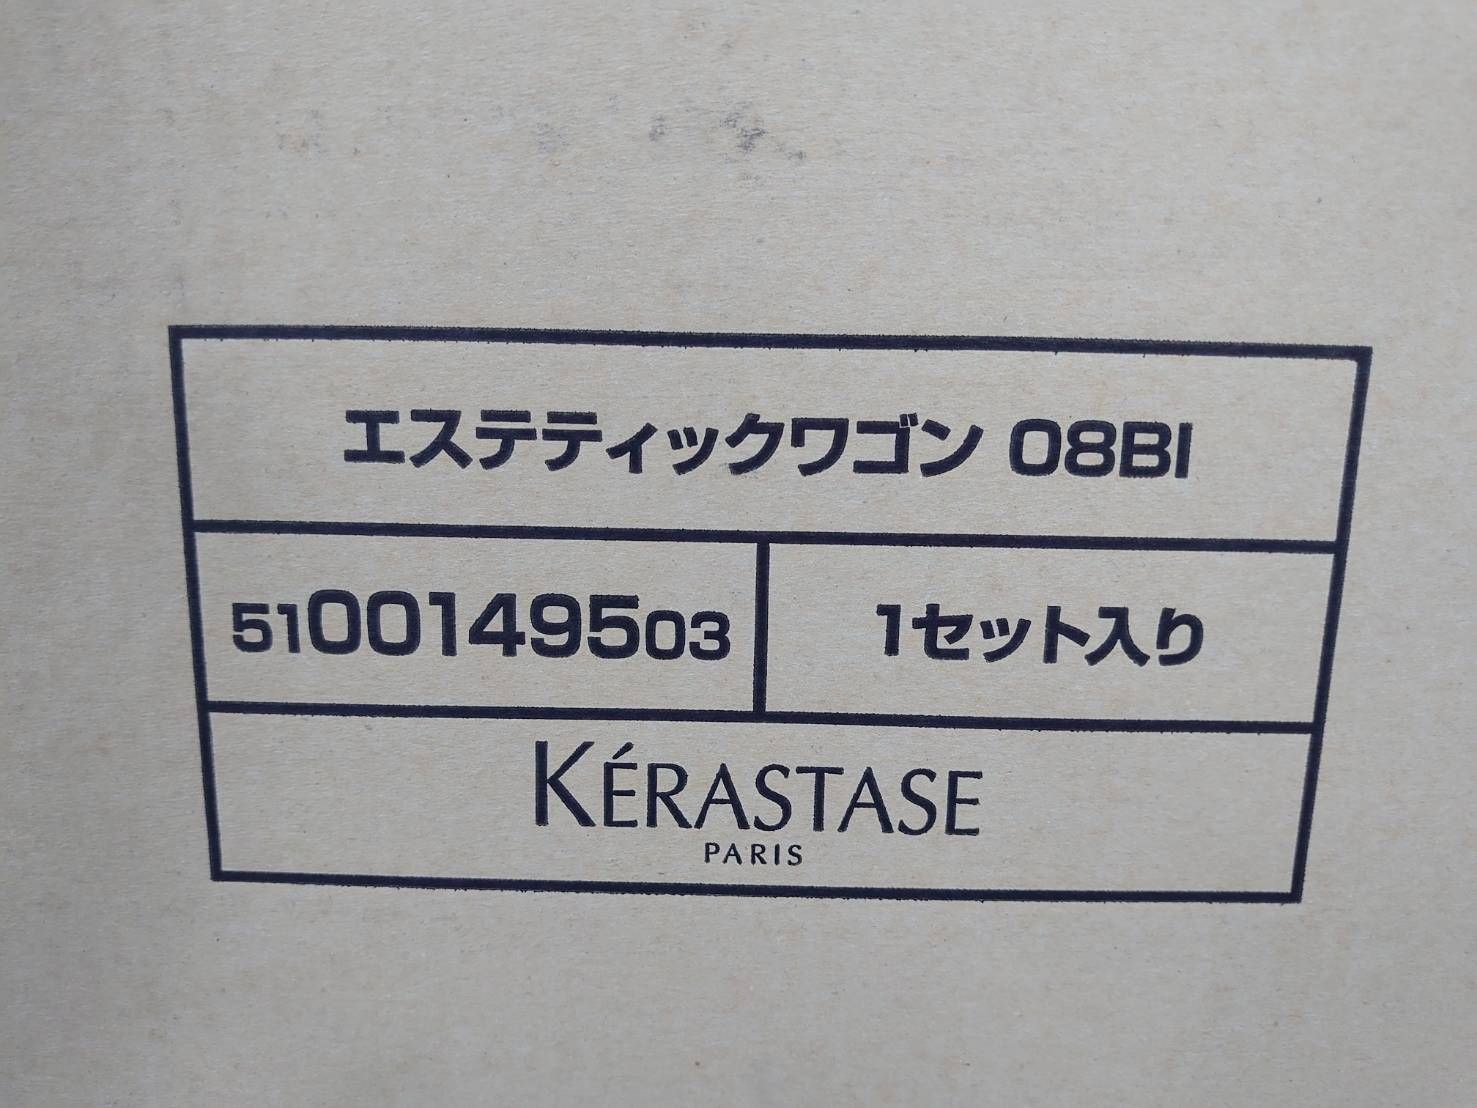 エステティックワゴン 08BI
5100149503
1セット入り
KÉRASTASE
PARIS